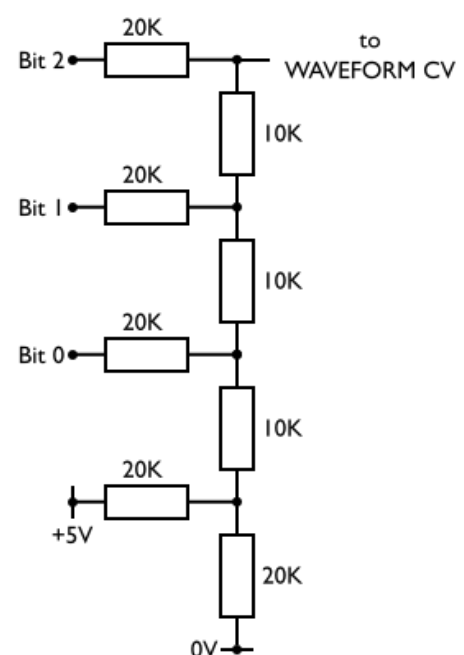 20K
to
Bit 2
WAVEFORM CV
10K
20K
Bit 1
10K
20K
Bit 0
10K
20K
+5V
20K
0V